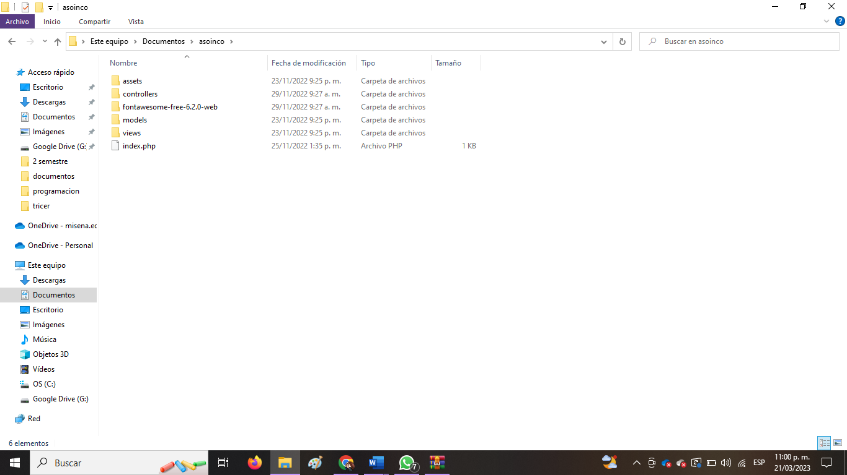 asoinco
Archivo Inicio Compartir Vista
Este equipo Documentos asoinco
Buscar en asoinco
Nombre Fecha de modificación Tipo Tamaño
Acceso rápido
Escritorio
Descargas
Documentos
Imágenes
Google Drive (G:
2 semestre
documentos
programacion
tricer
OneDrive - misena.ec
OneDrive - Personal
Este equipo
Descargas
Documentos
Escritorio
Imágenes
Música
Objetos 3D
Vídeos
OS (C:)
Google Drive (G:)
Red
assets 23/11/2022 9:25 p. m. Carpeta de archivos
controllers 29/11/2022 9:27 a. m. Carpeta de archivos
fontawesome-free-6.2.0-web 29/11/2022 9:27 a. m. Carpeta de archivos
models 23/11/2022 9:25 p. m. Carpeta de archivos
views 23/11/2022 9:25 p. m. Carpeta de archivos
index.php 25/11/2022 1:35 p. m. Archivo PHP 1 KB
6 elementos
Buscar
7
ESP
11:00 p. m.
21/03/2023